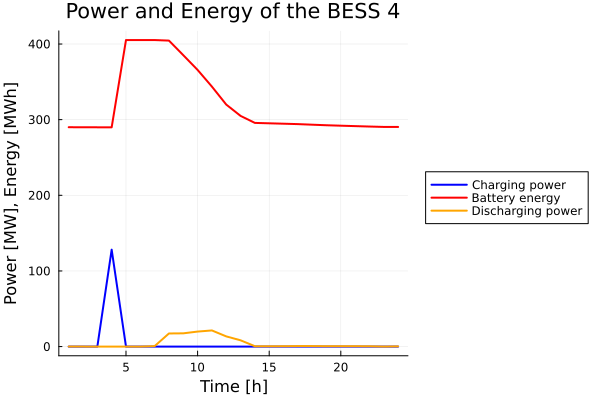 Power and Energy of the BESS 4
Power [MW], Energy [MWh]
400
300
200
100
0
5
10
15
20
Time [h]
Charging power
Battery energy
Discharging power